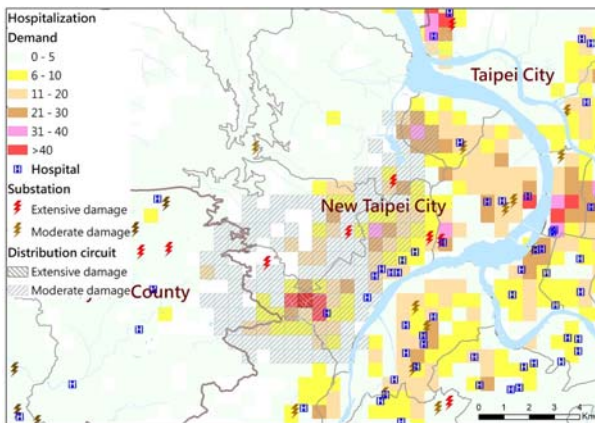 Hospitalization
Demand
0 - 5
6 - 10
11 - 20
21 - 30
31 - 40
>40
H Hospital
Substation
Extensive damage
Moderate damage
Distribution circuit
Extensive damage
Moderate damage
County
Taipei City
New Taipei City
0 1 2 3 4
Km